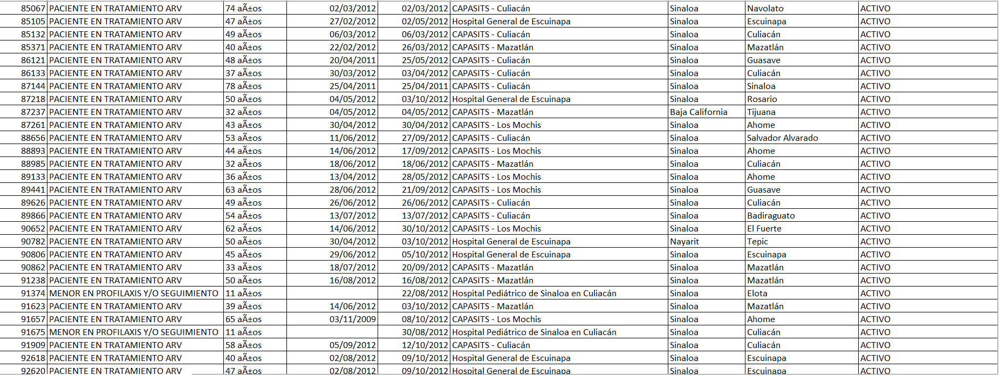 85067 PACIENTE EN TRATAMIENTO ARV 74 aÃ±os 02/03/2012 02/03/2012 CAPASITS - Culiacán Sinaloa Navolato ACTIVO
85105 PACIENTE EN TRATAMIENTO ARV 47 aÃ±os 27/02/2012 02/05/2012 Hospital General de Escuinapa Sinaloa Escuinapa ACTIVO
85132 PACIENTE EN TRATAMIENTO ARV 49 aÃ±os 06/03/2012 06/03/2012 CAPASITS - Culiacán Sinaloa Culiacán ACTIVO
85371 PACIENTE EN TRATAMIENTO ARV 40 aÃ±os 22/02/2012 26/03/2012 CAPASITS - Mazatlán Sinaloa Mazatlán ACTIVO
86121 PACIENTE EN TRATAMIENTO ARV 48 aÃ±os 20/04/2011 25/05/2012 CAPASITS - Culiacán Sinaloa Guasave ACTIVO
86133 PACIENTE EN TRATAMIENTO ARV 37 aÃ±os 30/03/2012 03/04/2012 CAPASITS - Culiacán Sinaloa Culiacán ACTIVO
87144 PACIENTE EN TRATAMIENTO ARV 78 aÃ±os 25/04/2011 25/04/2011 CAPASITS - Culiacán Sinaloa Sinaloa ACTIVO
87218 PACIENTE EN TRATAMIENTO ARV 50 aÃ±os 04/05/2012 03/10/2012 Hospital General de Escuinapa Sinaloa Rosario ACTIVO
87237 PACIENTE EN TRATAMIENTO ARV 32 aÃ±os 04/05/2012 04/05/2012 CAPASITS - Mazatlán Baja California Tijuana ACTIVO
87261 PACIENTE EN TRATAMIENTO ARV 43 aÃ±os 30/04/2012 30/04/2012 CAPASITS - Los Mochis Sinaloa Ahome ACTIVO
88656 PACIENTE EN TRATAMIENTO ARV 53 aÃ±os 11/06/2012 27/09/2012 CAPASITS - Culiacán Sinaloa Salvador Alvarado ACTIVO
88893 PACIENTE EN TRATAMIENTO ARV 44 aÃ±os 14/06/2012 17/09/2012 CAPASITS - Los Mochis Sinaloa Ahome ACTIVO
88985 PACIENTE EN TRATAMIENTO ARV 32 aÃ±os 18/06/2012 18/06/2012 CAPASITS - Mazatlán Sinaloa Culiacán ACTIVO
89133 PACIENTE EN TRATAMIENTO ARV 36 aÃ±os 13/04/2012 28/05/2012 CAPASITS - Los Mochis Sinaloa Ahome ACTIVO
89441 PACIENTE EN TRATAMIENTO ARV 63 aÃ±os 28/06/2012 21/09/2012 CAPASITS - Los Mochis Sinaloa Guasave ACTIVO
89626 PACIENTE EN TRATAMIENTO ARV 49 aÃ±os 26/06/2012 26/06/2012 CAPASITS - Culiacán Sinaloa Culiacán ACTIVO
89866 PACIENTE EN TRATAMIENTO ARV 54 aÃ±os 13/07/2012 13/07/2012 CAPASITS - Culiacán Sinaloa Badiraguato ACTIVO
90652 PACIENTE EN TRATAMIENTO ARV 62 aÃ±os 14/06/2012 30/10/2012 CAPASITS - Los Mochis Sinaloa El Fuerte ACTIVO
90782 PACIENTE EN TRATAMIENTO ARV 50 aÃ±os 30/04/2012 03/10/2012 Hospital General de Escuinapa Nayarit Tepic ACTIVO
90806 PACIENTE EN TRATAMIENTO ARV 45 aÃ±os 29/06/2012 05/10/2012 Hospital General de Escuinapa Sinaloa Escuinapa ACTIVO
90862 PACIENTE EN TRATAMIENTO ARV 33 aÃ±os 18/07/2012 20/09/2012 CAPASITS - Mazatlán Sinaloa Mazatlán ACTIVO
91238 PACIENTE EN TRATAMIENTO ARV 50 aÃ±os 16/08/2012 16/08/2012 CAPASITS - Mazatlán Sinaloa Mazatlán ACTIVO
91374 MENOR EN PROFILAXIS Y/O SEGUIMIENTO 11 aÃ±os 22/08/2012 Hospital Pediátrico de Sinaloa en Culiacán Sinaloa Elota ACTIVO
91623 PACIENTE EN TRATAMIENTO ARV 39 aÃ±os 14/06/2012 03/10/2012 CAPASITS - Mazatlán Sinaloa Mazatlán ACTIVO
91657 PACIENTE EN TRATAMIENTO ARV 65 aÃ±os 03/11/2009 08/10/2012 CAPASITS - Los Mochis Sinaloa Ahome ACTIVO
91675 MENOR EN PROFILAXIS Y/O SEGUIMIENTO 11 aÃ±os 30/08/2012 Hospital Pediátrico de Sinaloa en Culiacán Sinaloa Culiacán ACTIVO
91909 PACIENTE EN TRATAMIENTO ARV 58 aÃ±os 05/09/2012 12/10/2012 CAPASITS - Culiacán Sinaloa Culiacán ACTIVO
92618 PACIENTE EN TRATAMIENTO ARV 40 aÃ±os 02/08/2012 09/10/2012 Hospital General de Escuinapa Sinaloa Escuinapa ACTIVO
92620 PACIENTE EN TRATAMIENTO ARV 47 aÃ±os 02/08/2012 09/10/2012 Hospital General de Escuinapa Sinaloa Escuinapa ACTIVO